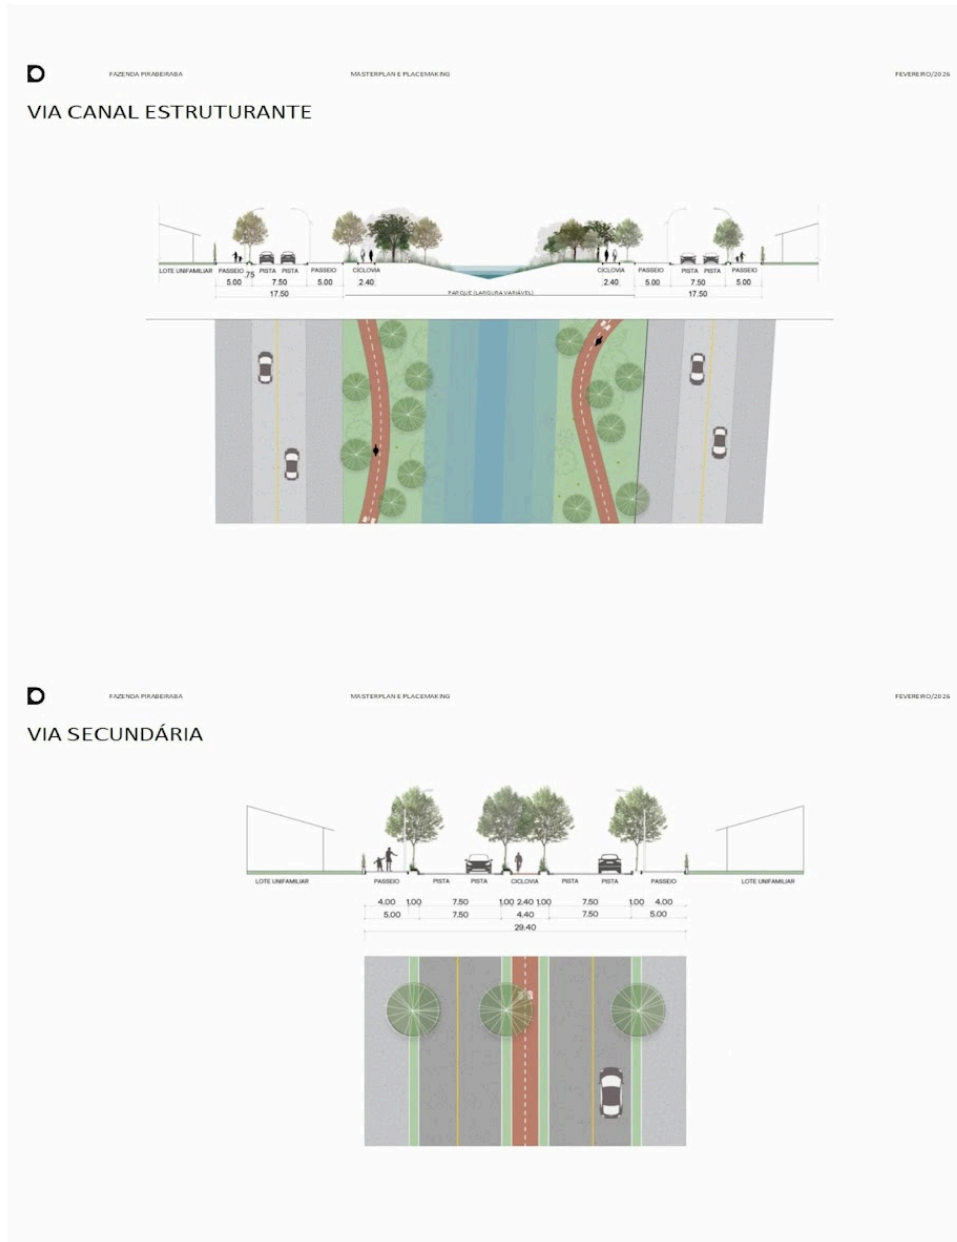 FAZENDA PIRABEIRABA MASTERPLAN E PLACEMAKING FEVEREIRO/2026
VIA CANAL ESTRUTURANTE
LOTE UNIFAMILIAR PASSEIO .75 PISTA PISTA PASSEIO CICLOVIA CICLOVIA PASSEIO PISTA PISTA PASSEIO
5.00 7.50 5.00 2.40 2.40 5.00 7.50 5.00
17.50 PARQUE (LARGURA VARIÁVEL) 17.50
FAZENDA PIRABEIRABA MASTERPLAN E PLACEMAKING FEVEREIRO/2026
VIA SECUNDÁRIA
LOTE UNIFAMILIAR PASSEIO PISTA PISTA CICLOVIA PISTA PISTA PASSEIO LOTE UNIFAMILIAR
4.00 1.00 7.50 1.00 2.40 1.00 7.50 1.00 4.00
5.00 7.50 4.40 7.50 5.00
29.40